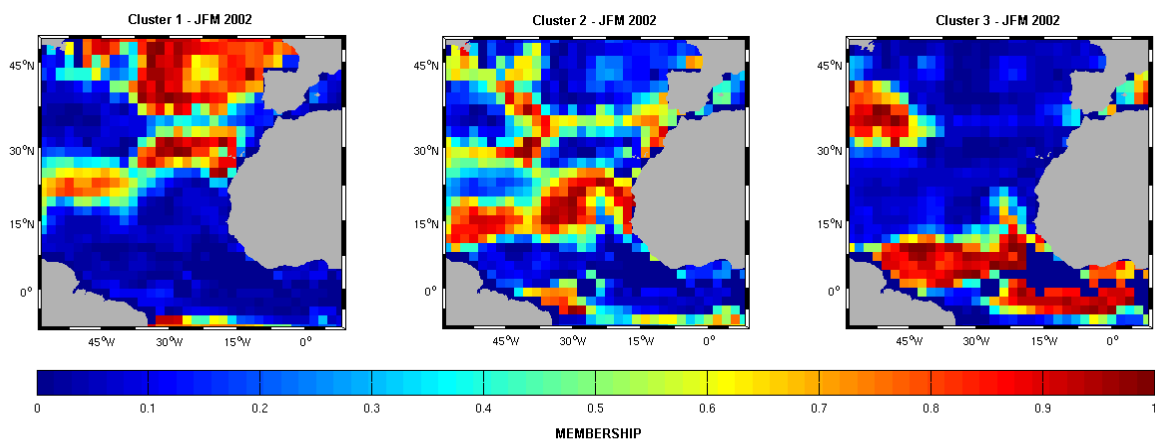 Cluster 1 - JFM 2002
Cluster 2 - JFM 2002
Cluster 3 - JFM 2002
45°N
30°N
15°N
0°
45°W
30°W
15°W
0°
45°N
30°N
15°N
0°
45°W
30°W
15°W
0°
45°N
30°N
15°N
0°
45°W
30°W
15°W
0°
0 0.1 0.2 0.3 0.4 0.5 0.6 0.7 0.8 0.9 1
MEMBERSHIP